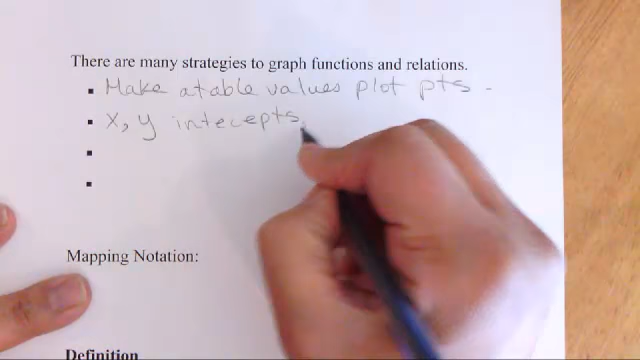 There are many strategies to graph functions and relations.
▪ Make a table values plot pts.
▪ x, y intecepts
▪
▪
Mapping Notation:
Definition